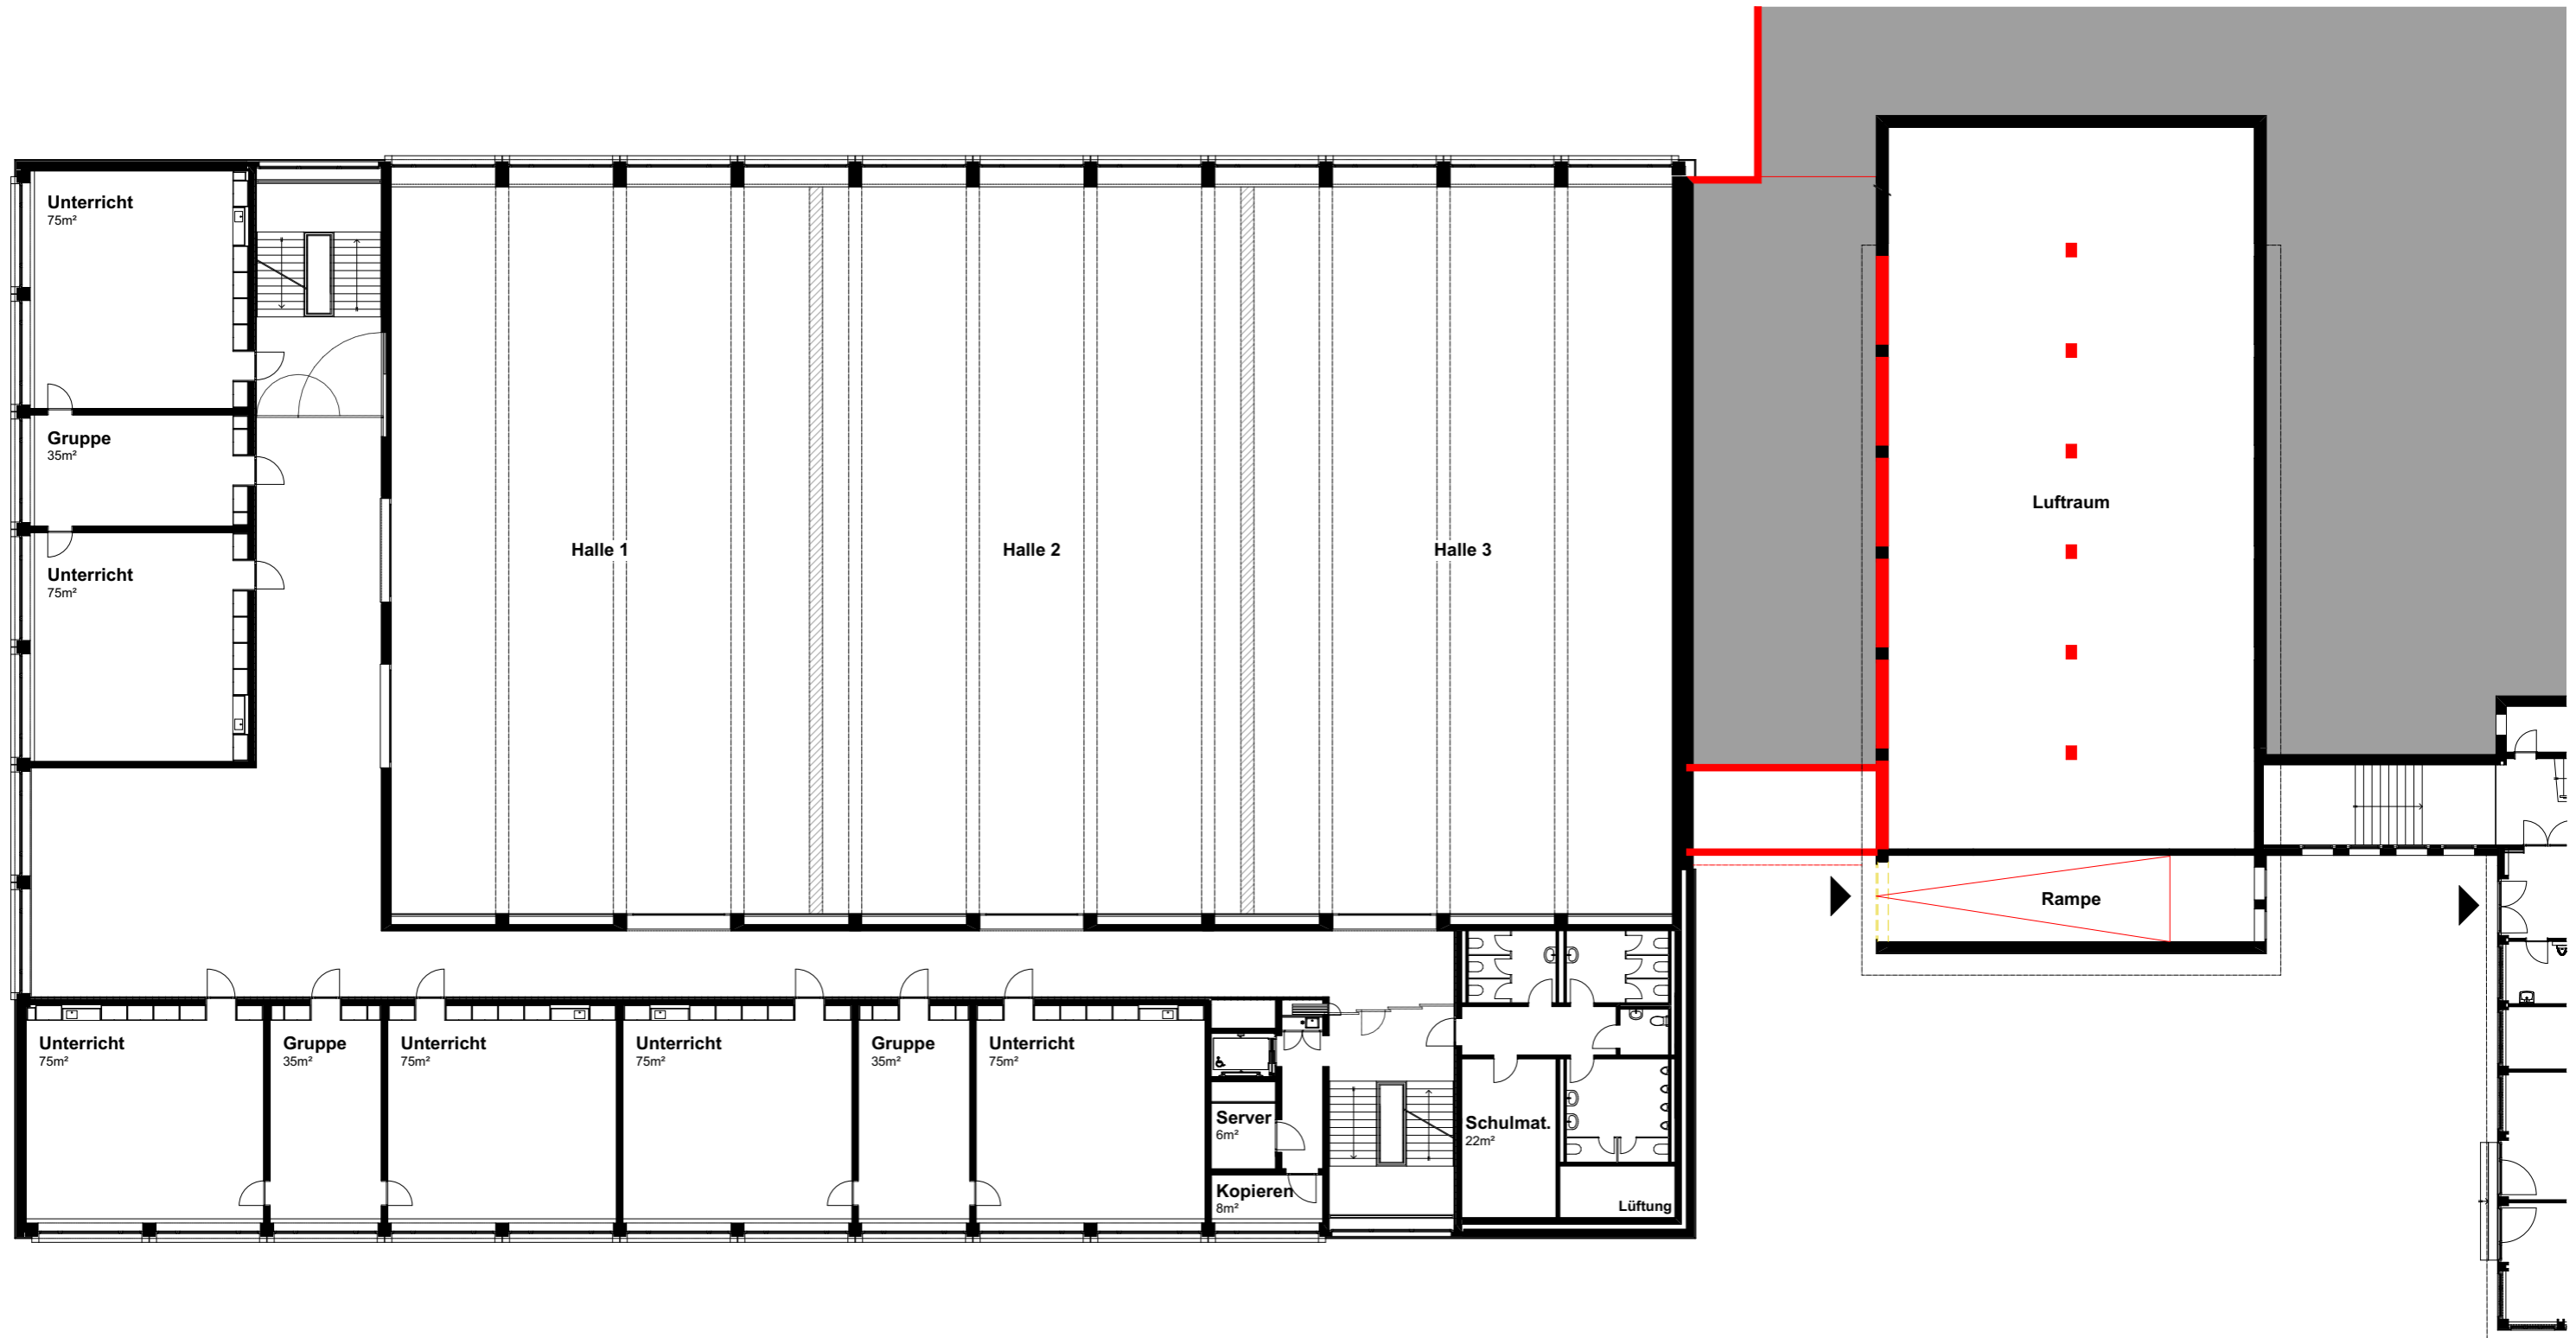 Unterricht
75m²
Gruppe
35m²
Unterricht
75m²
Halle 1
Halle 2
Halle 3
Luftraum
Rampe
Unterricht
75m²
Gruppe
35m²
Unterricht
75m²
Unterricht
75m²
Gruppe
35m²
Unterricht
75m²
Server
6m²
Kopieren
8m²
Schulmat.
22m²
Lüftung